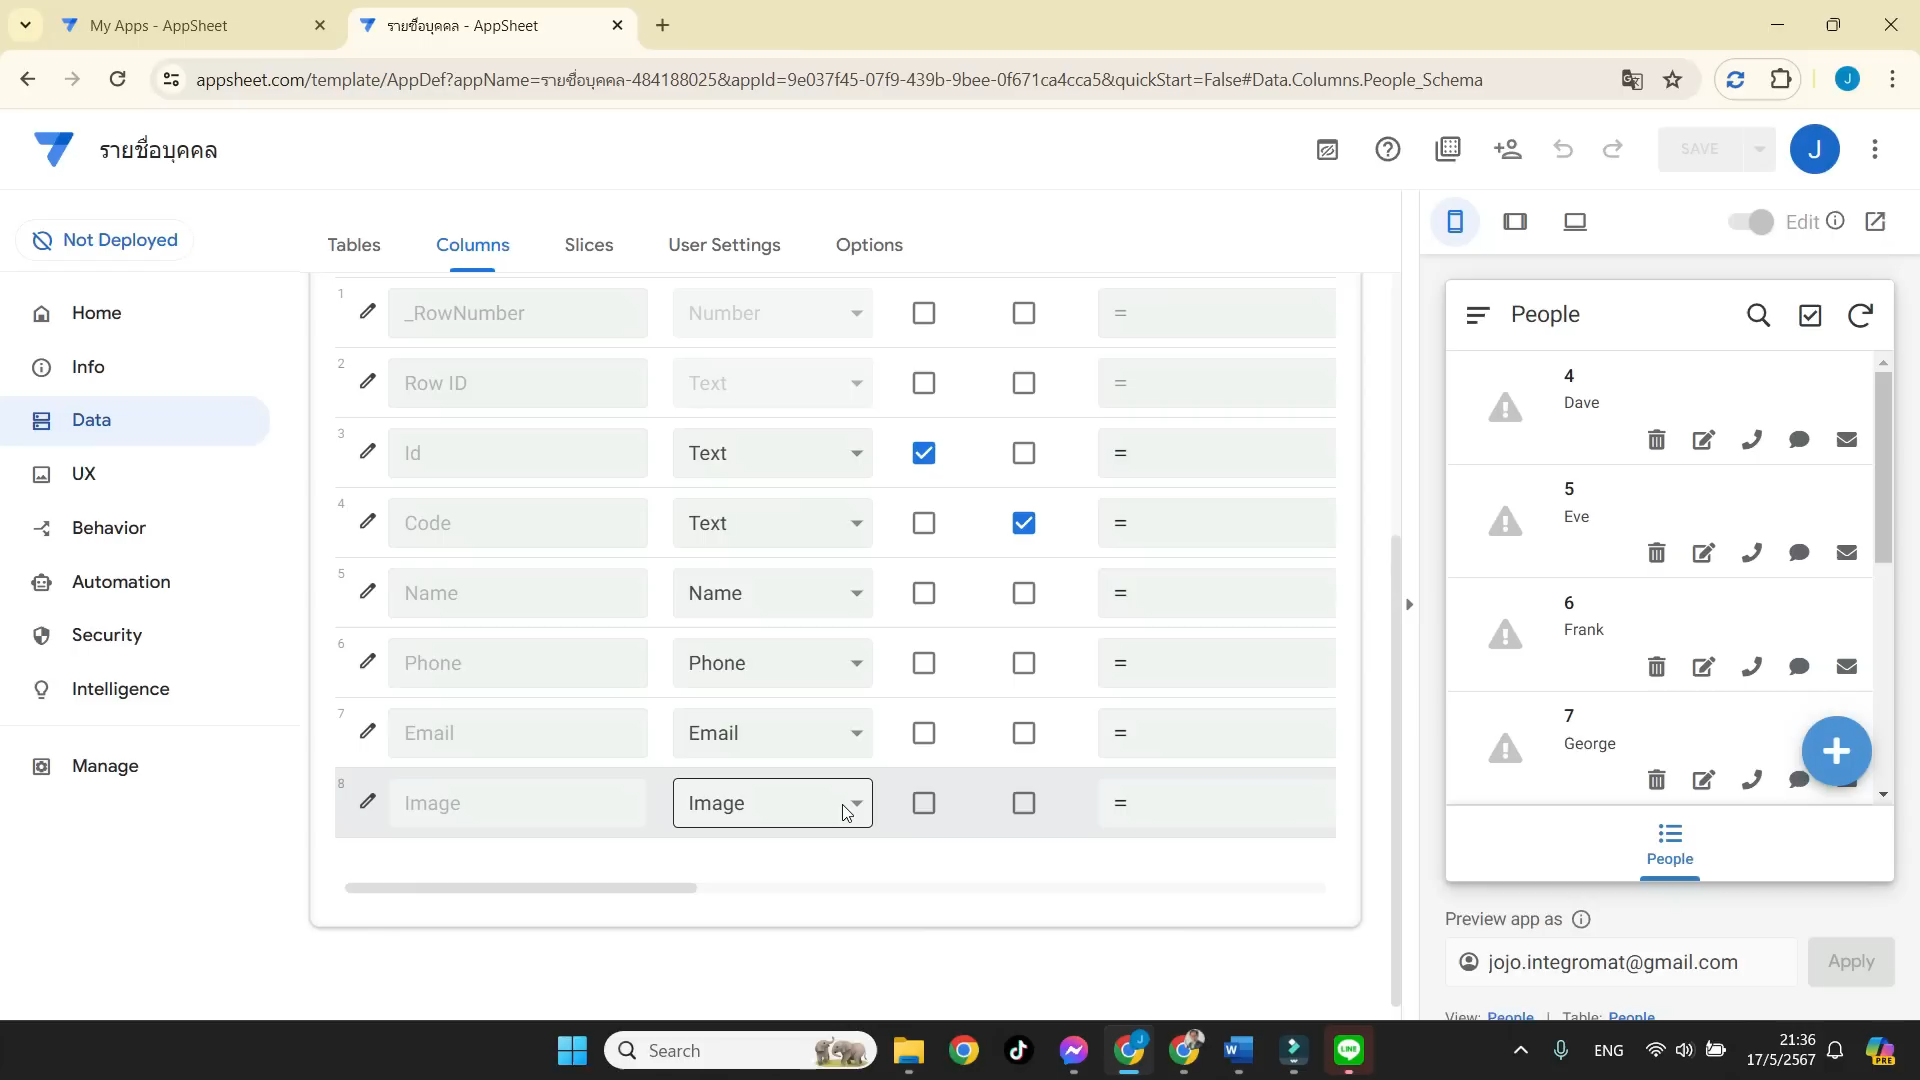 My Apps - AppSheet
รายชื่อบุคคล - AppSheet
appsheet.com/template/AppDef?appName=รายชื่อบุคคล-484188025&appId=9e037f45-07f9-439b-9bee-0f671ca4cca5&quickStart=False#Data.Columns.People_Schema
J
รายชื่อบุคคล
SAVE
J
Not Deployed
Tables
Columns
Slices
User Settings
Options
Edit
Home
Info
Data
UX
Behavior
Automation
Security
Intelligence
Manage
1
_RowNumber
Number
=
2
Row ID
Text
=
3
Id
Text
=
4
Code
Text
=
5
Name
Name
=
6
Phone
Phone
=
7
Email
Email
=
8
Image
Image
=
People
4
Dave
5
Eve
6
Frank
7
George
People
Preview app as
jojo.integromat@gmail.com
Apply
View: People | Table: People
Search
J
LINE
ENG
21:36
17/5/2567
PRE